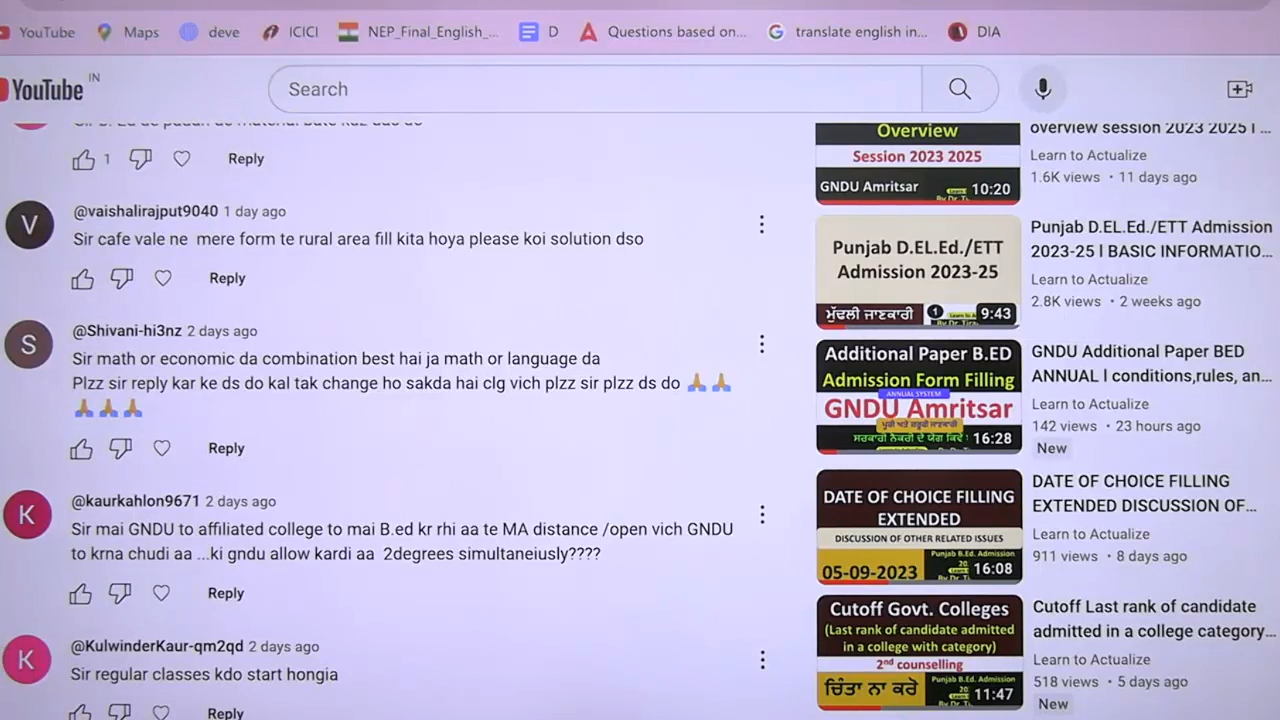 YouTube
Maps
deve
ICICI
NEP_Final_English_...
D
Questions based on...
translate english in...
DIA
YouTube IN
Search
1
Reply
@vaishalirajput9040 1 day ago
Sir cafe vale ne mere form te rural area fill kita hoya please koi solution dso
Reply
@Shivani-hi3nz 2 days ago
Sir math or economic da combination best hai ja math or language da
Plzz sir reply kar ke ds do kal tak change ho sakda hai clg vich plzz sir plzz ds do 🙏🙏
🙏🙏🙏
Reply
@kaurkahlon9671 2 days ago
Sir mai GNDU to affiliaed college to mai B.ed kr rhi aa te MA distance /open vich GNDU
to krna chudi aa ...ki gndu allow kardi aa 2degrees simultaneiusly????
Reply
@KulwinderKaur-qm2qd 2 days ago
Sir regular classes kdo start hongia
Reply
Overview
Session 2023 2025
GNDU Amritsar
10:20
overview session 2023 2025 I ...
Learn to Actualize
1.6K views • 11 days ago
Punjab D.EL.Ed./ETT
Admission 2023-25
ਮੁੱਢਲੀ ਜਾਣਕਾਰੀ
1
9:43
Punjab D.EL.Ed./ETT Admission
2023-25 I BASIC INFORMATIO...
Learn to Actualize
2.8K views • 2 weeks ago
Additional Paper B.ED
Admission Form Filling
ANNUAL SYSTEM
GNDU Amritsar
ਪੂਰੀ ਅਤੇ ਜ਼ਰੂਰੀ ਜਾਣਕਾਰੀ
16:28
GNDU Additional Paper BED
ANNUAL I conditions,rules, an...
Learn to Actualize
142 views • 23 hours ago
New
DATE OF CHOICE FILLING
EXTENDED
DISCUSSION OF OTHER RELATED ISSUES
Punjab B.Ed. Admission
05-09-2023
16:08
DATE OF CHOICE FILLING
EXTENDED DISCUSSION OF...
Learn to Actualize
911 views • 8 days ago
Cutoff Govt. Colleges
(Last rank of candidate admitted
in a college with category)
2nd counselling
ਚਿੰਤਾ ਨਾ ਕਰੇ
Punjab B.Ed. Admission
11:47
Cutoff Last rank of candidate
admitted in a college category...
Learn to Actualize
518 views • 5 days ago
New